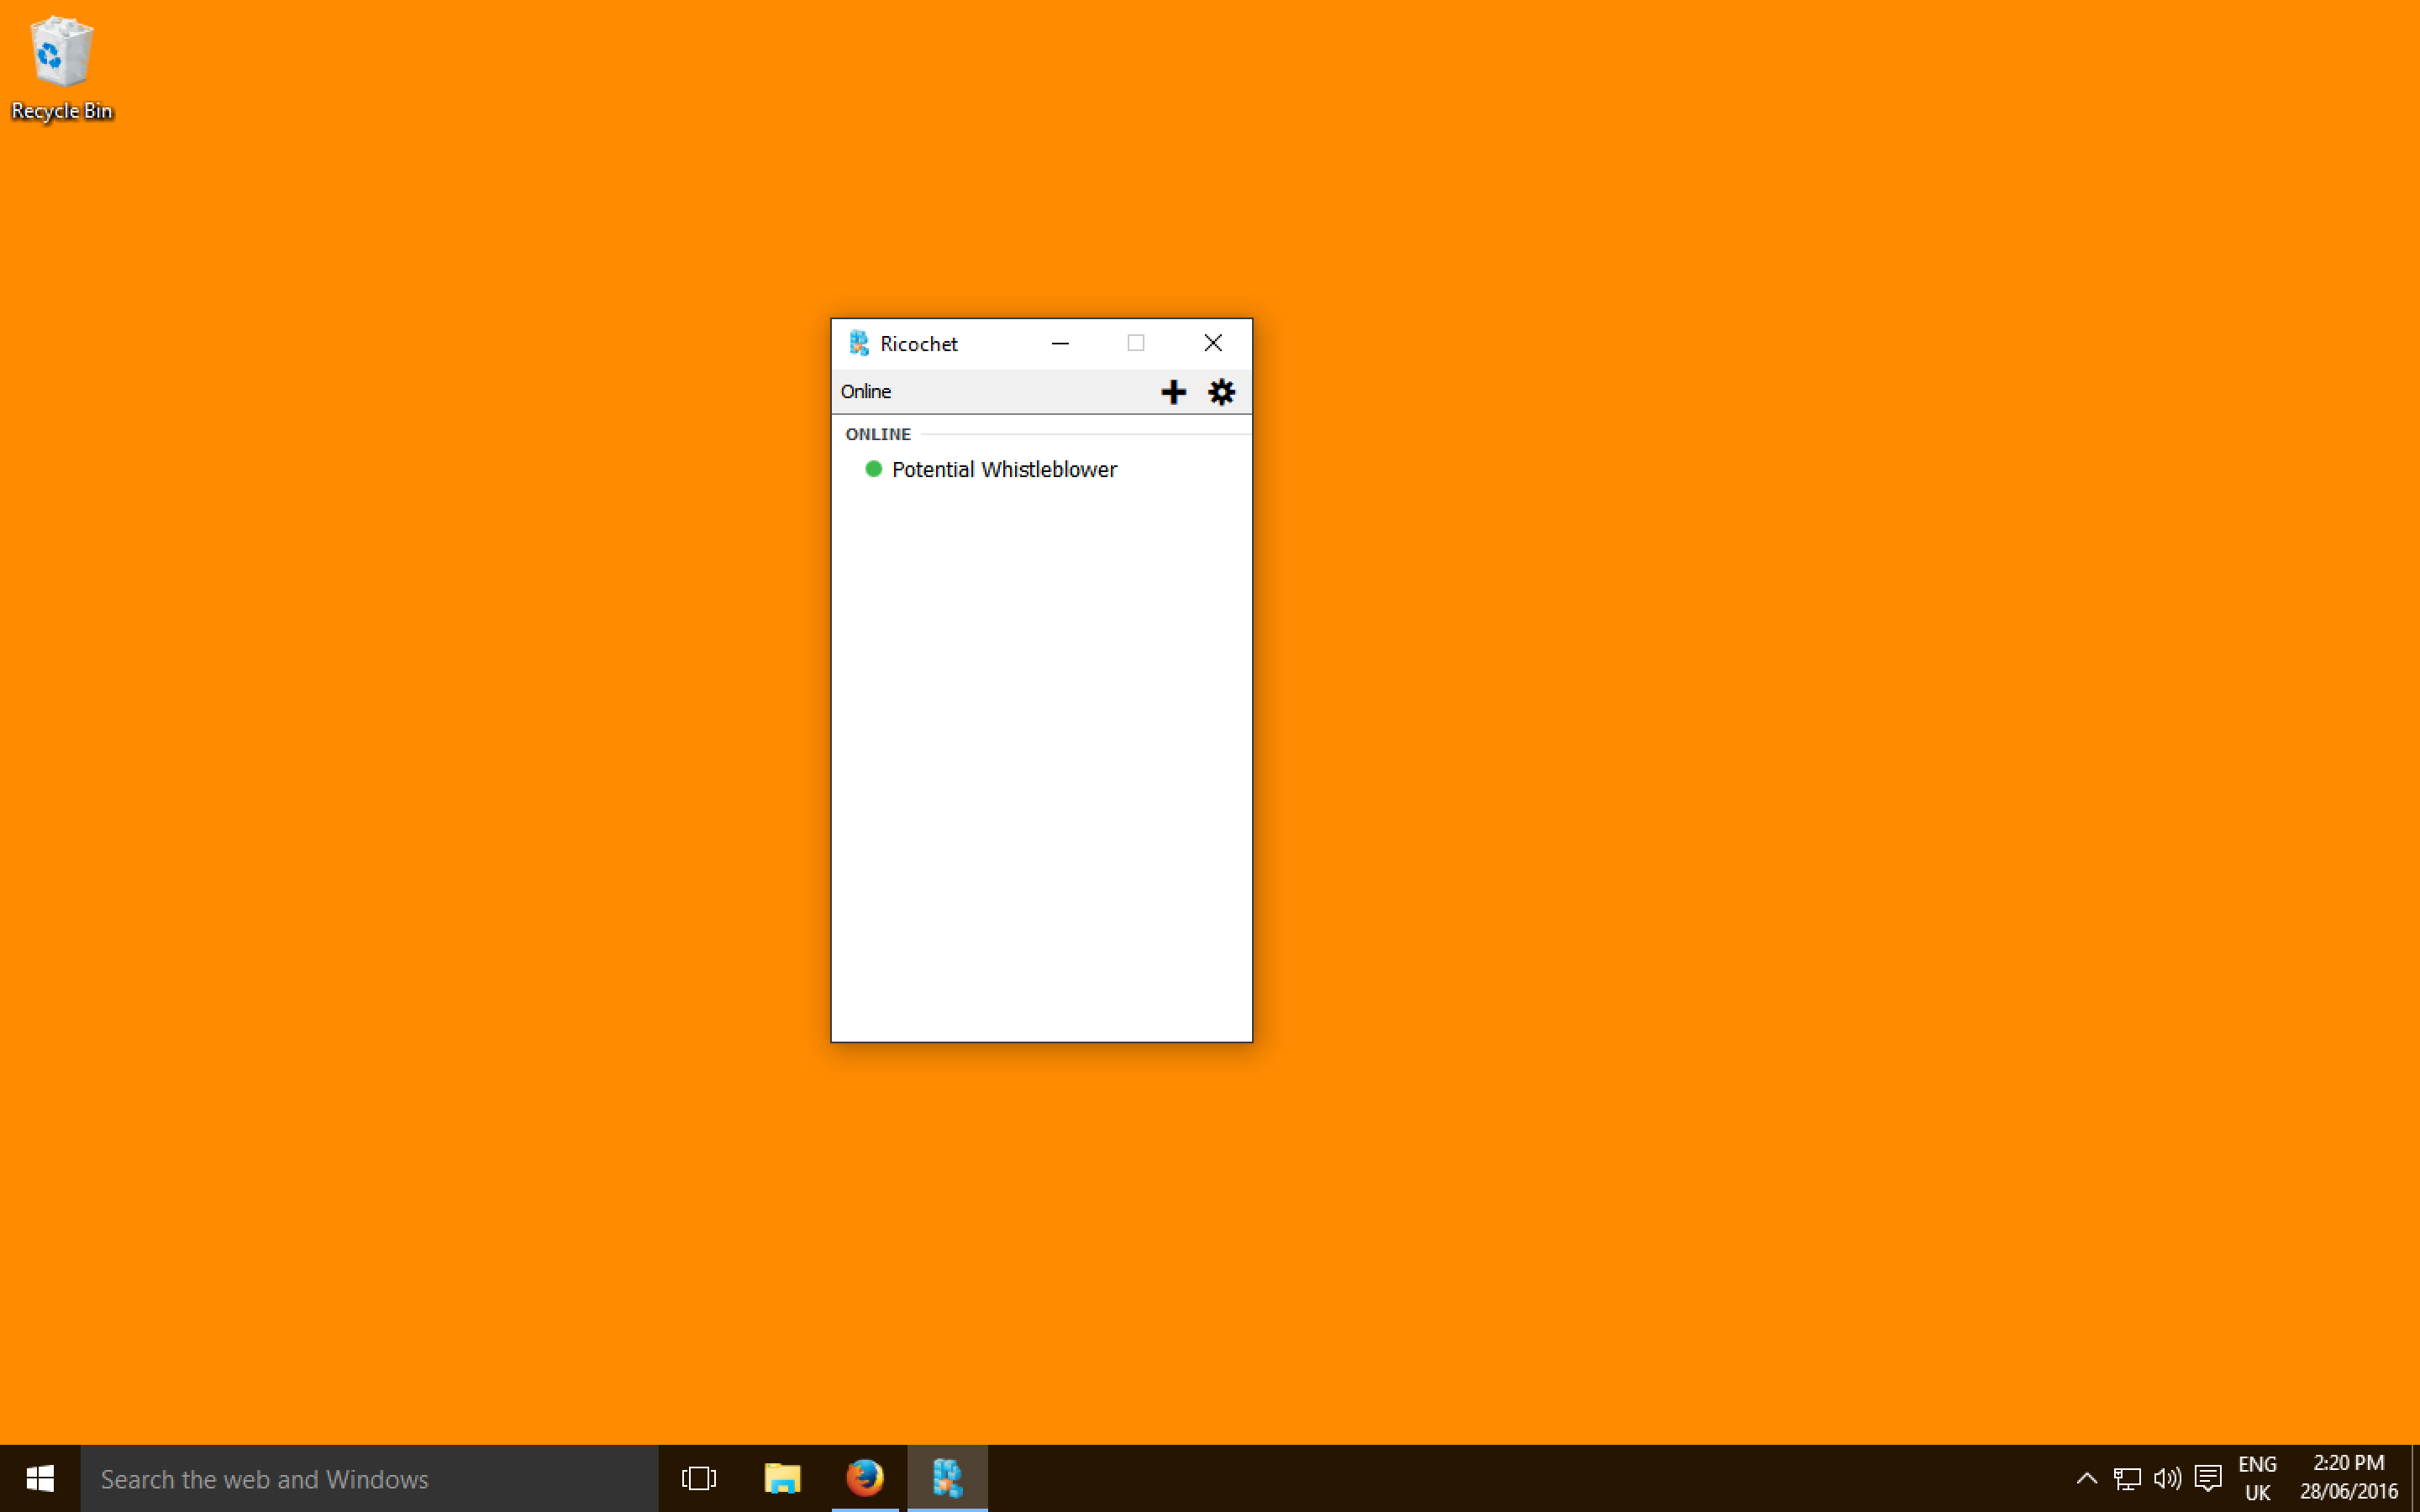 Recycle Bin
Ricochet
Online
ONLINE
Potential Whistleblower
Search the web and Windows
ENG
UK
2:20 PM
28/06/2016